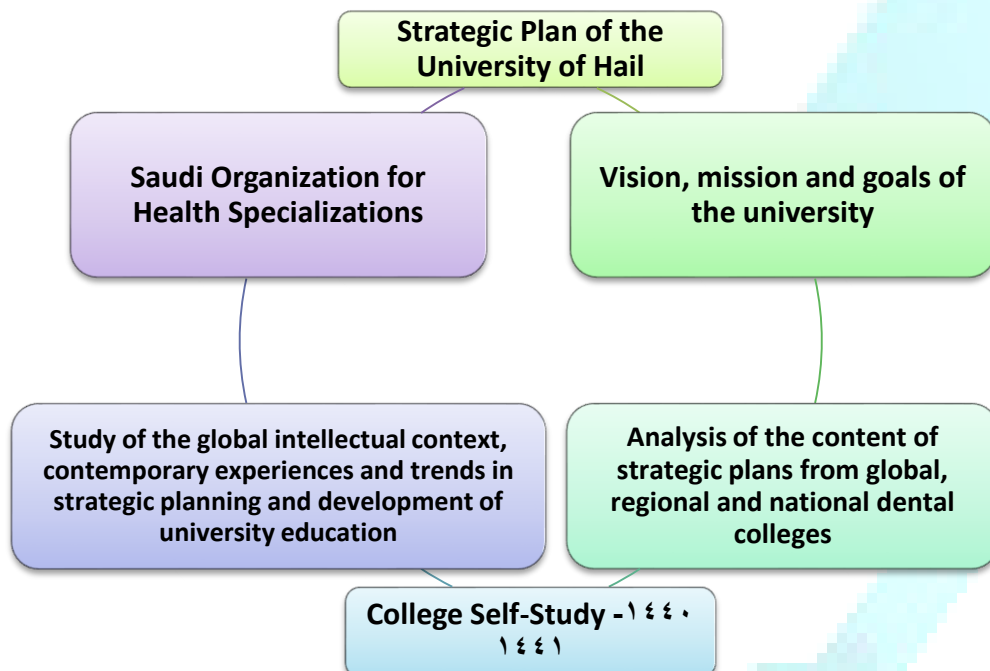 Strategic Plan of the
University of Hail
Saudi Organization for
Health Specializations
Vision, mission and goals of
the university
Study of the global intellectual context,
contemporary experiences and trends in
strategic planning and development of
university education
Analysis of the content of
strategic plans from global,
regional and national dental
colleges
College Self-Study -١٤٤٠
١٤٤١